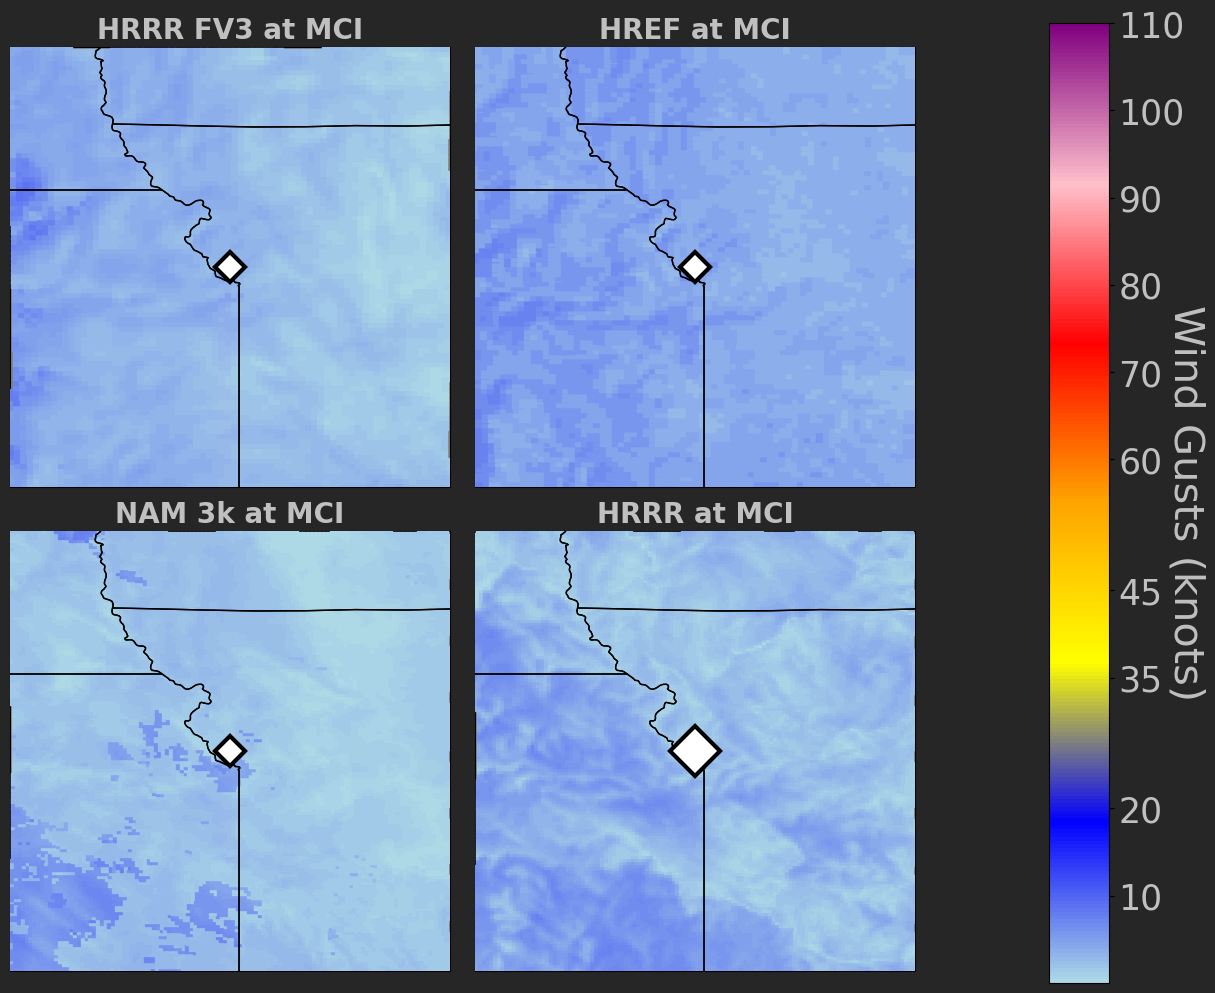 HRRR FV3 at MCI
HREF at MCI
NAM 3k at MCI
HRRR at MCI
110
100
90
80
70
60
45
35
20
10
Wind Gusts (knots)